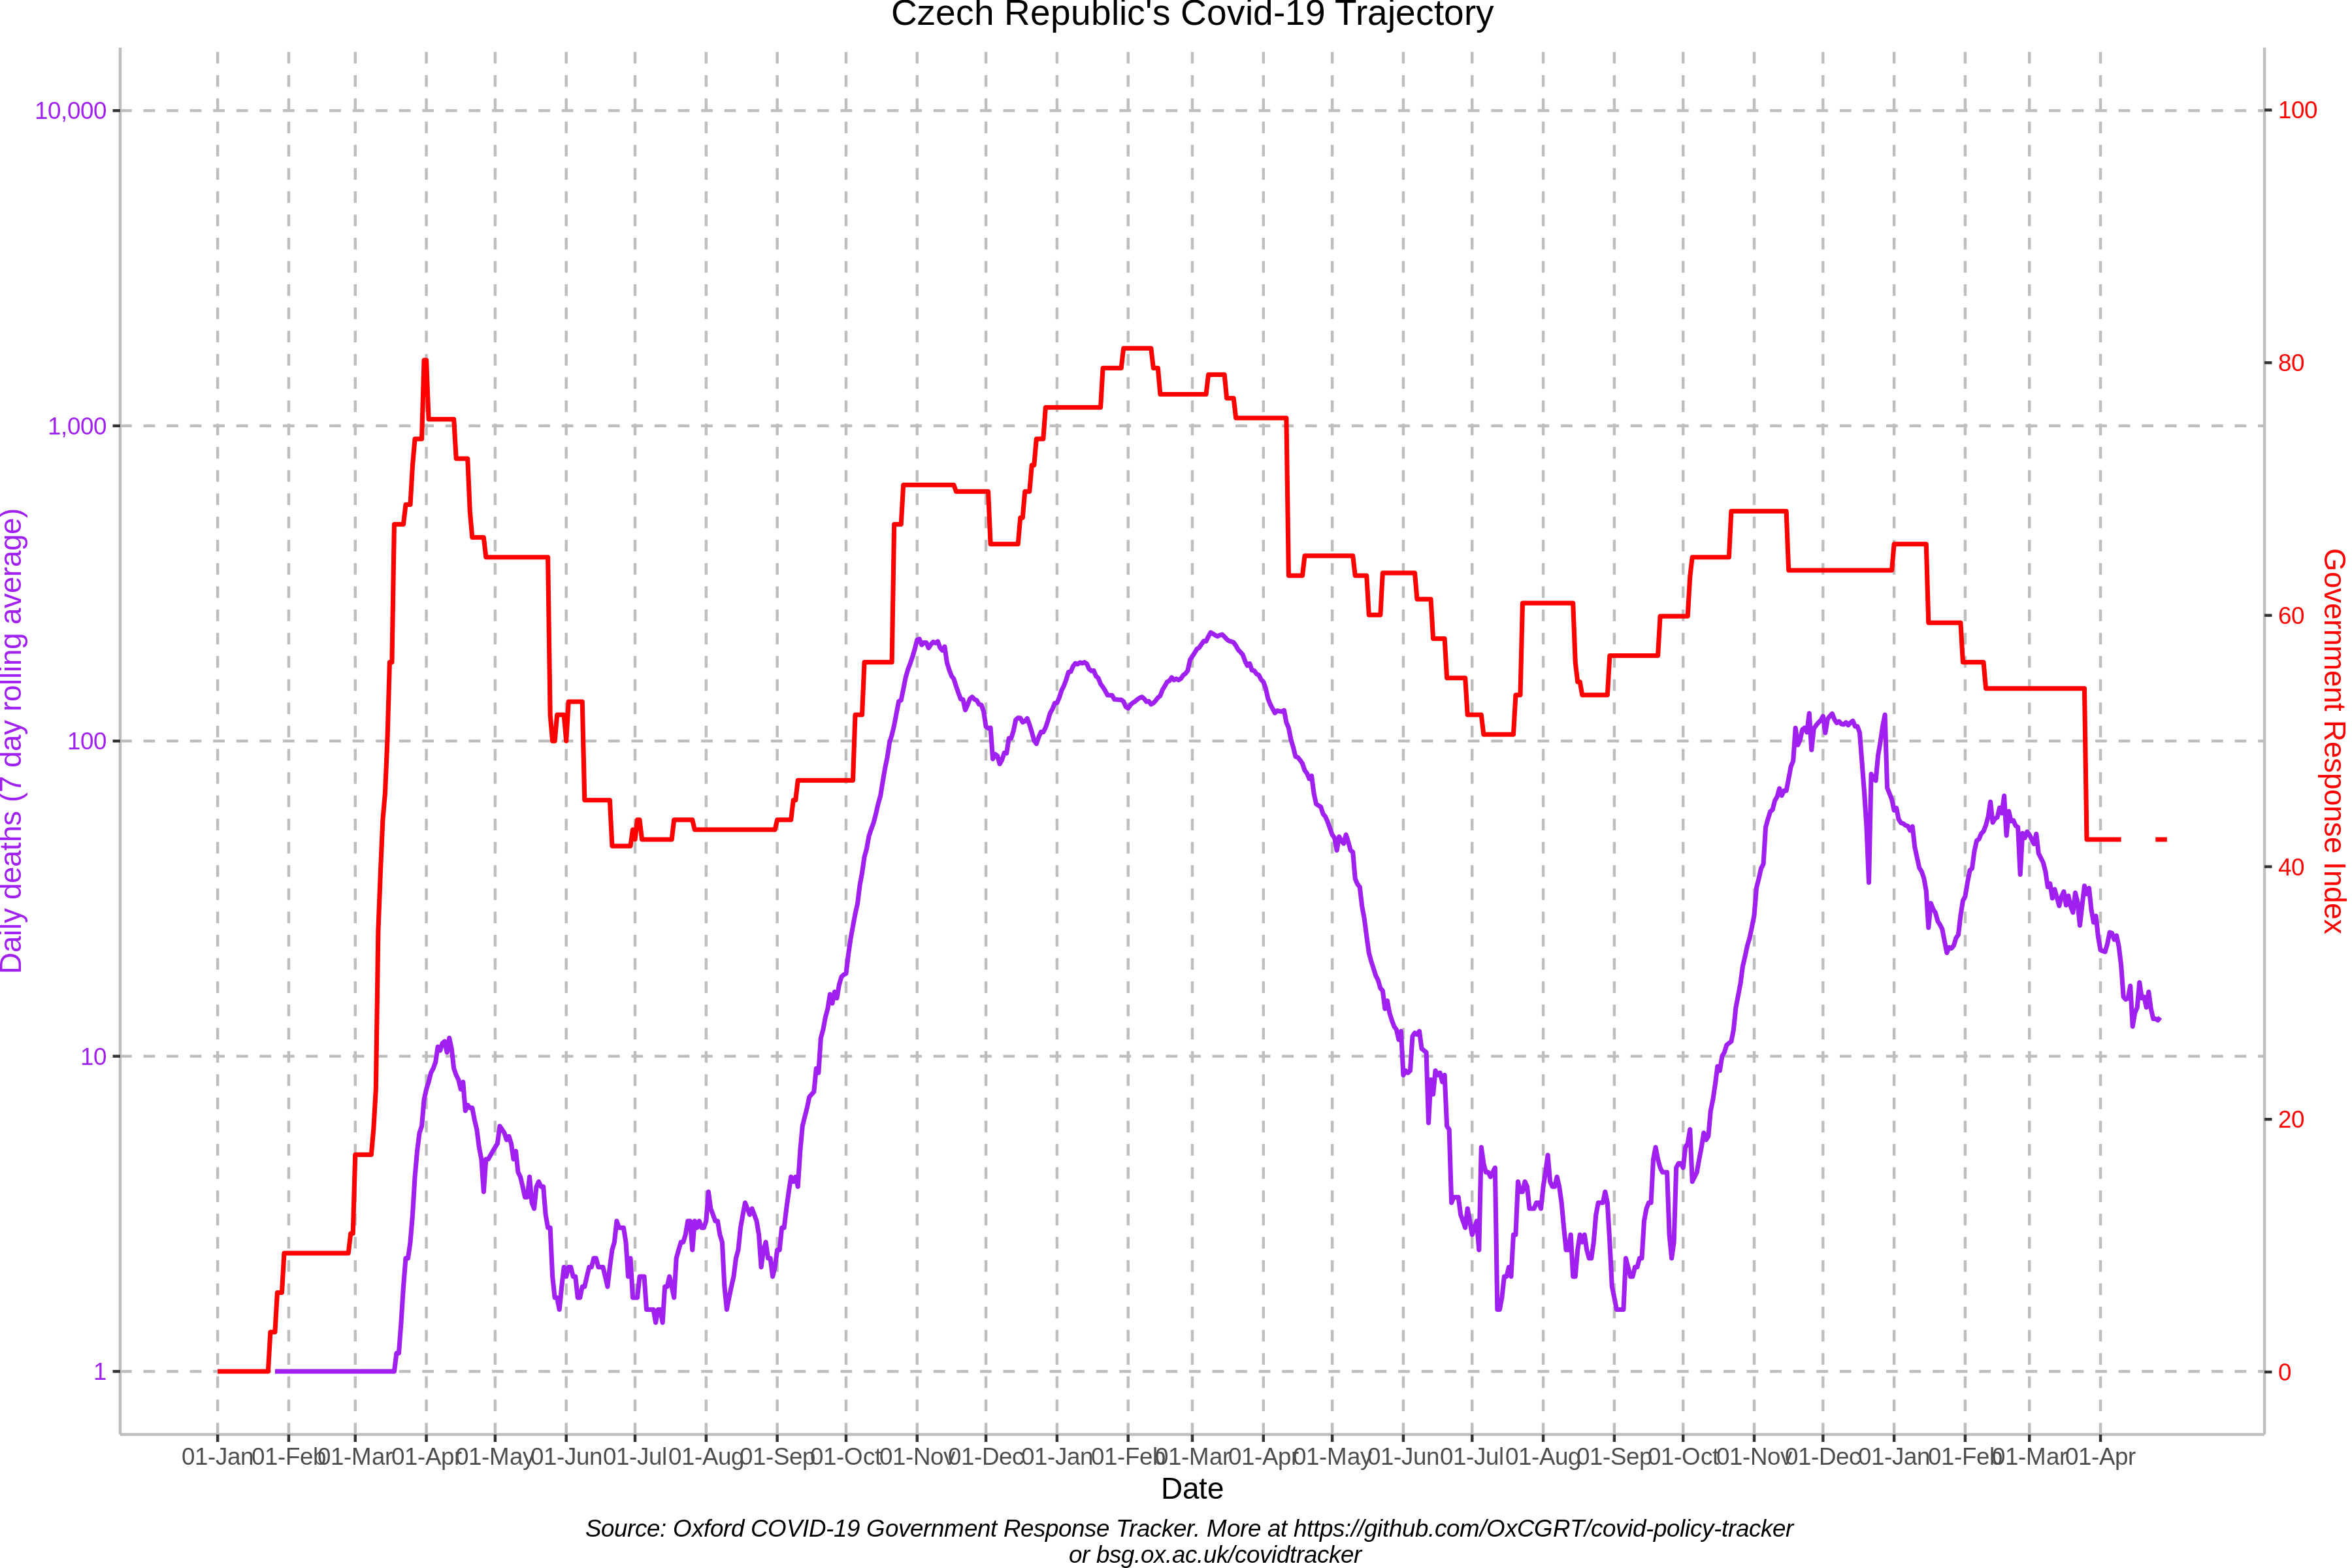 Czech Republic's Covid-19 Trajectory
10,000
1,000
100
10
1
Daily deaths (7 day rolling average)
100
80
60
40
20
0
Government Response Index
01-Jan 01-Feb 01-Mar 01-Apr 01-May 01-Jun 01-Jul 01-Aug 01-Sep 01-Oct 01-Nov 01-Dec 01-Jan 01-Feb 01-Mar 01-Apr 01-May 01-Jun 01-Jul 01-Aug 01-Sep 01-Oct 01-Nov 01-Dec 01-Jan 01-Feb 01-Mar 01-Apr
Date
Source: Oxford COVID-19 Government Response Tracker. More at https://github.com/OxCGRT/covid-policy-tracker
or bsg.ox.ac.uk/covidtracker